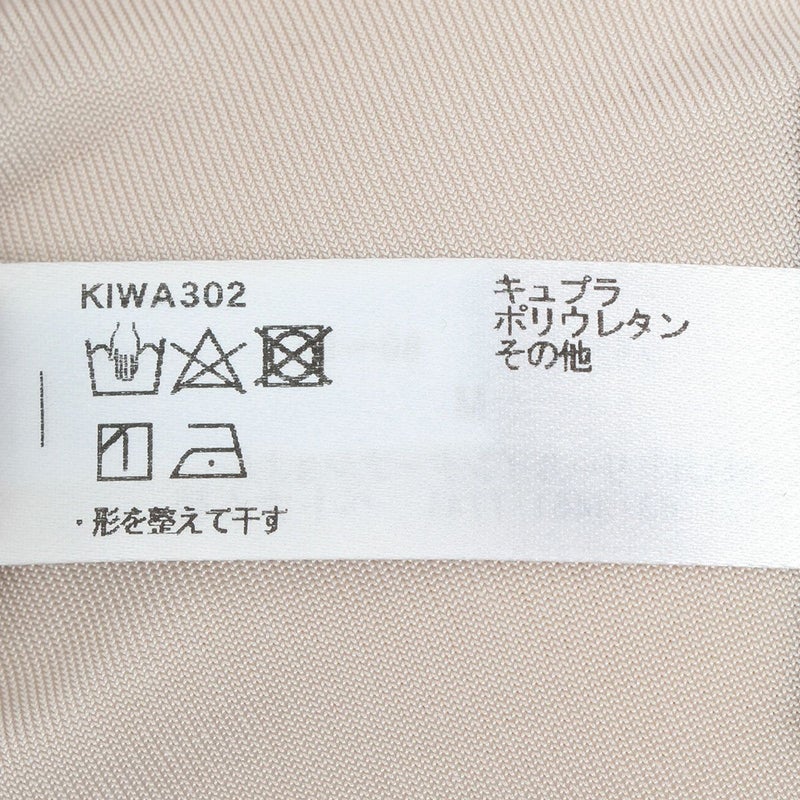 KIWA302
・形を整えて干す
キュプラ
ポリウレタン
その他